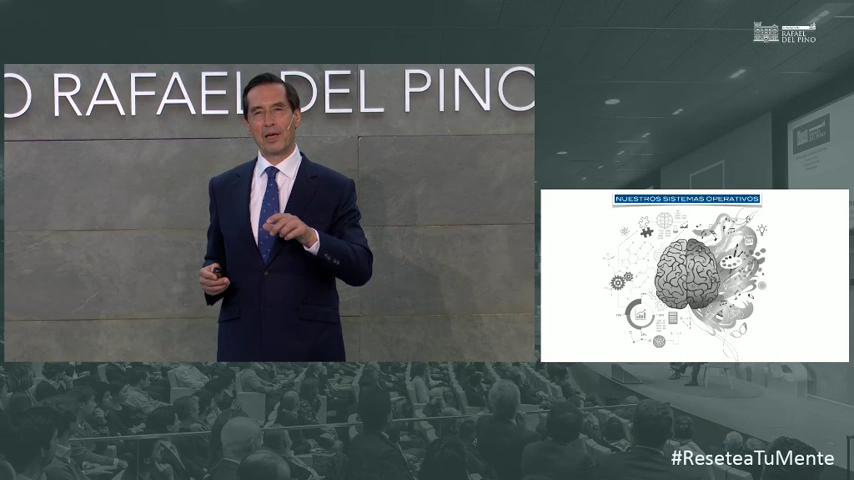 RAFAEL
DEL PINO
O RAFAEL DEL PINO
NUESTROS SISTEMAS OPERATIVOS
#ReseteaTuMente